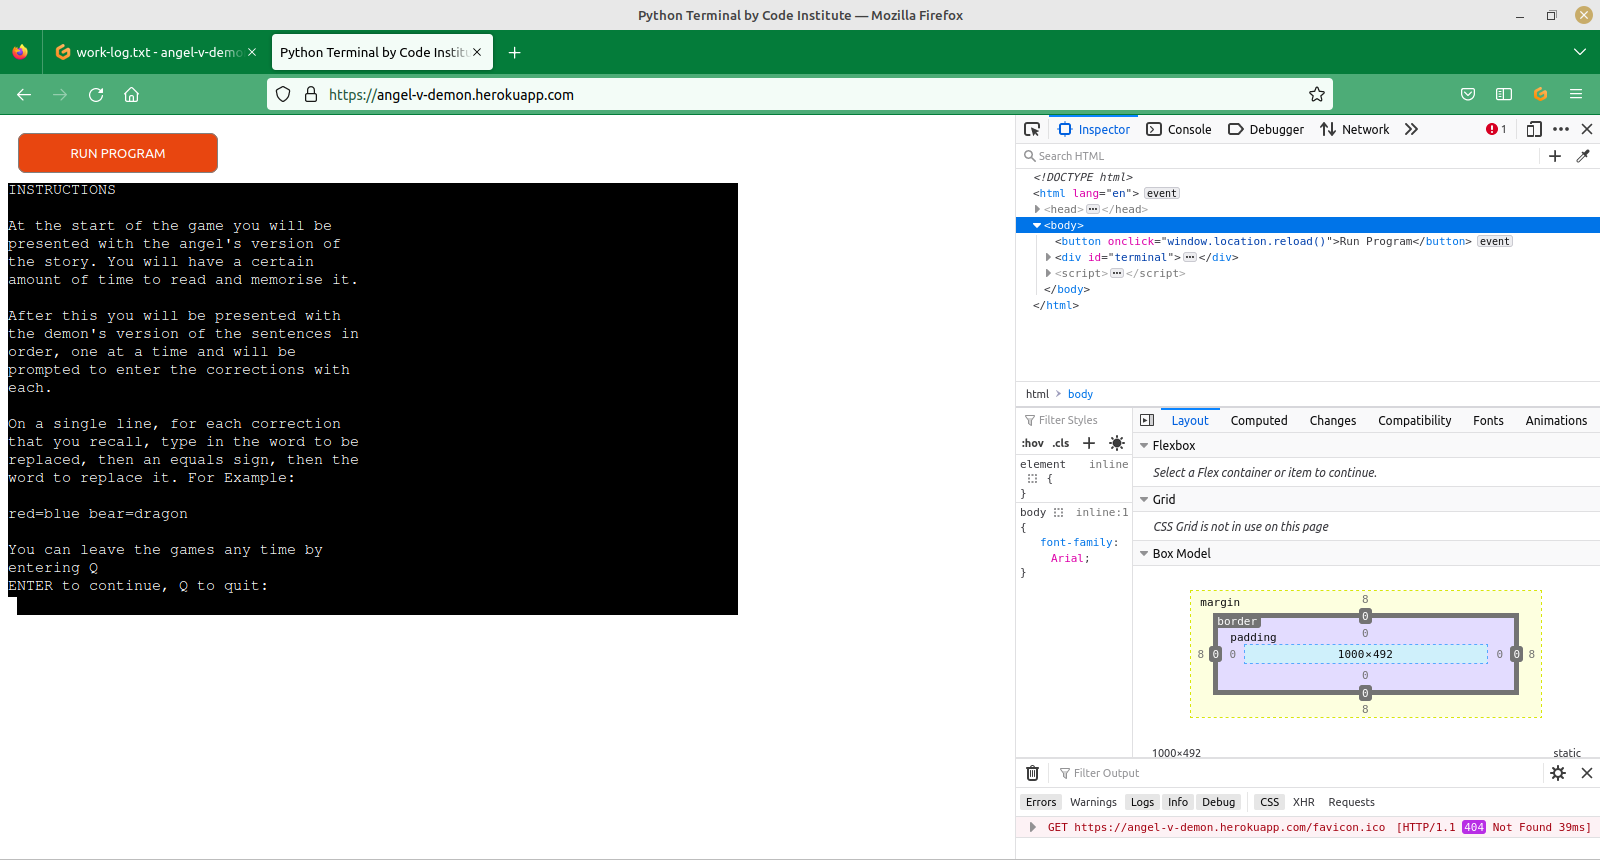 Python Terminal by Code Institute — Mozilla Firefox
work-log.txt - angel-v-demo
Python Terminal by Code Institu
https://angel-v-demon.herokuapp.com
RUN PROGRAM
INSTRUCTIONS
At the start of the game you will be
presented with the angel's version of
the story. You will have a certain
amount of time to read and memorise it.
After this you will be presented with
the demon's version of the sentences in
order, one at a time and will be
prompted to enter the corrections with
each.
On a single line, for each correction
that you recall, type in the word to be
replaced, then an equals sign, then the
word to replace it. For Example:
red=blue bear=dragon
You can leave the games any time by
entering Q
ENTER to continue, Q to quit:
Inspector Console Debugger Network 1
Search HTML
<!DOCTYPE html>
<html lang="en"> event
<head> ••• </head>
<body>
<button onclick="window.location.reload()">Run Program</button> event
<div id="terminal"> ••• </div>
<script> ••• </script>
</body>
</html>
html › body
Filter Styles
:hov .cls
element inline
{
}
body inline:1
{
font-family:
Arial;
}
Layout Computed Changes Compatibility Fonts Animations
Flexbox
Select a Flex container or item to continue.
Grid
CSS Grid is not in use on this page
Box Model
margin 8
border 0
padding 0
8 0 0 1000×492 0 0 8
0
0
8
1000×492 static
Filter Output
Errors Warnings Logs Info Debug CSS XHR Requests
GET https://angel-v-demon.herokuapp.com/favicon.ico [HTTP/1.1 404 Not Found 39ms]